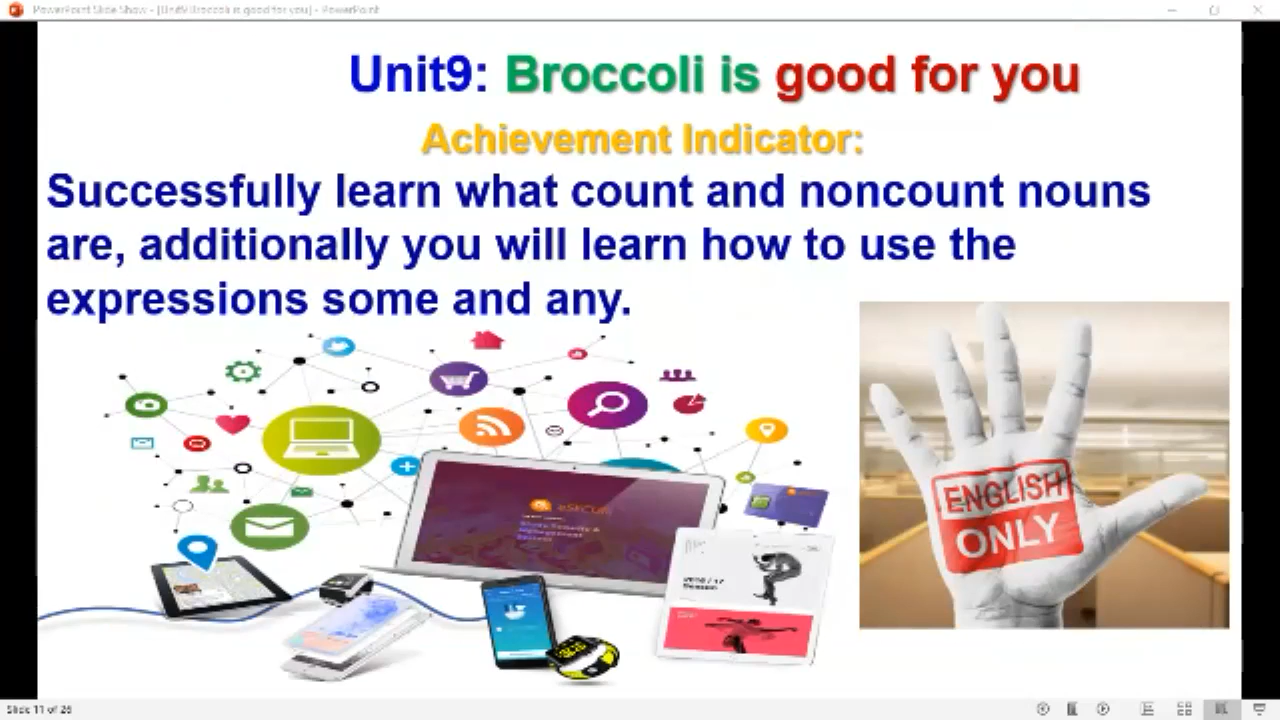 PowerPoint Slide Show - [Unit9 Broccoli is good for you] - PowerPoint
Unit9: Broccoli is good for you
Achievement Indicator:
Successfully learn what count and noncount nouns
are, additionally you will learn how to use the
expressions some and any.
ENGLISH
ONLY
Slide 11 of 26